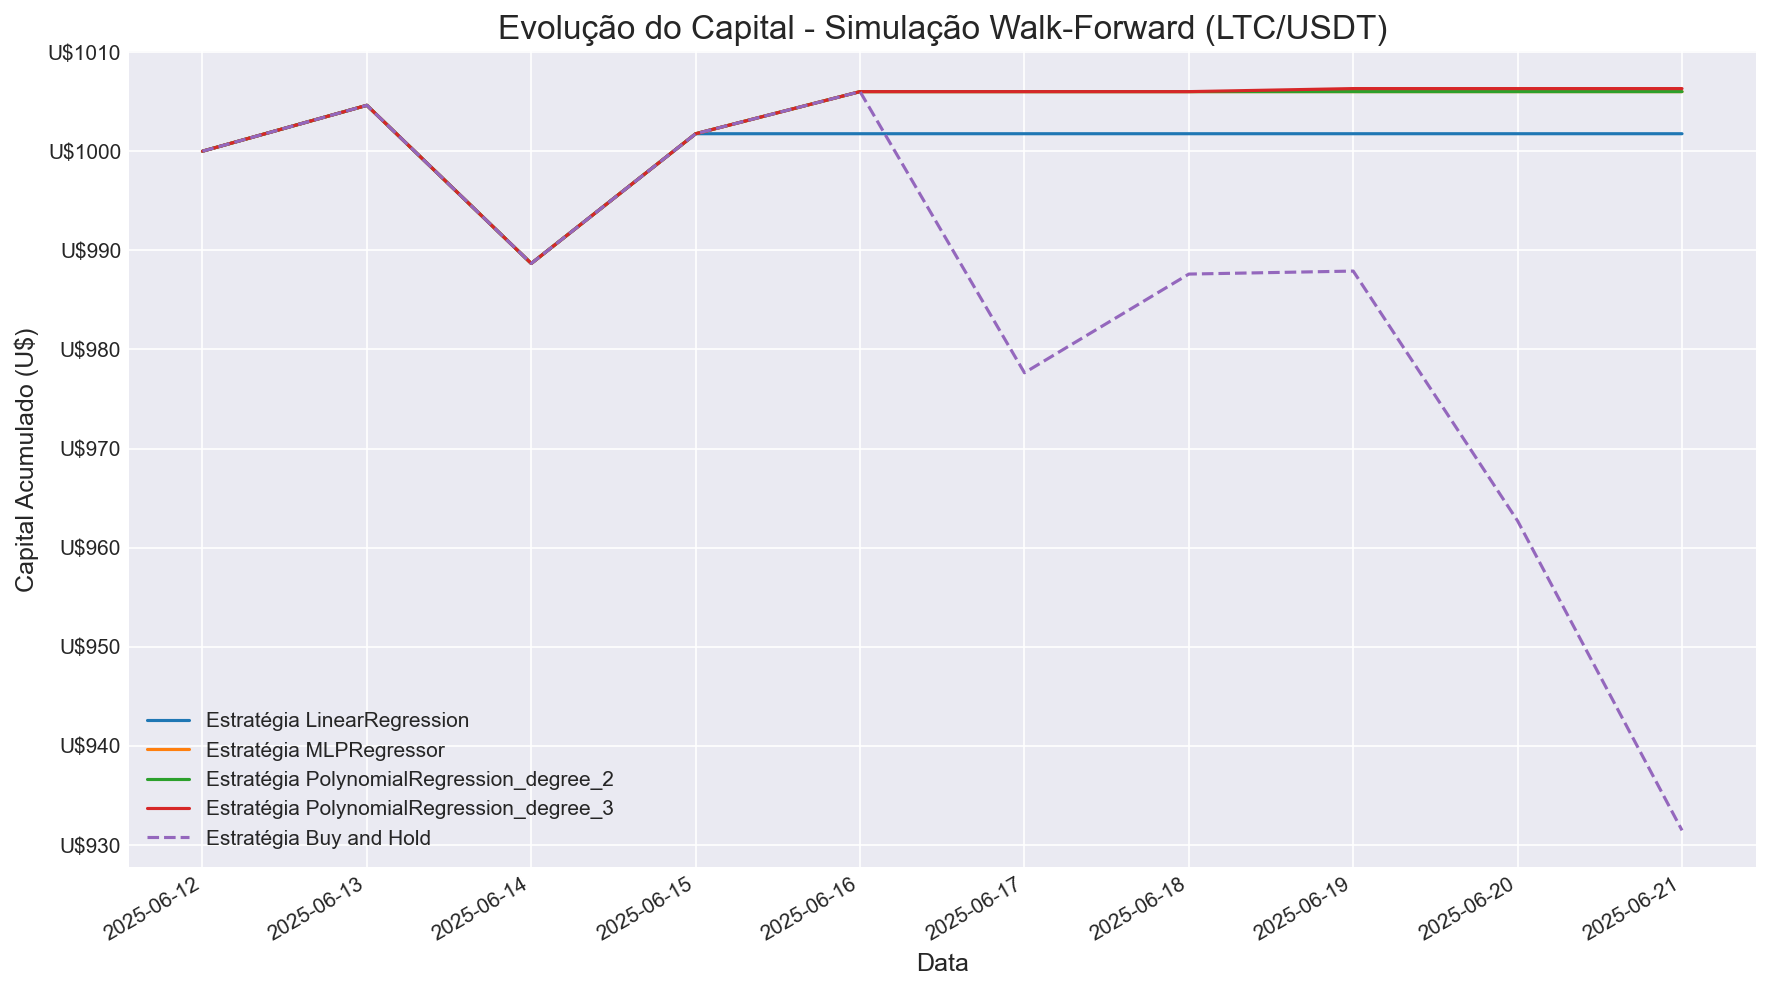 Evolução do Capital - Simulação Walk-Forward (LTC/USDT)
Capital Acumulado (U$)
U$1010
U$1000
U$990
U$980
U$970
U$960
U$950
U$940
U$930
Estratégia LinearRegression
Estratégia MLPRegressor
Estratégia PolynomialRegression_degree_2
Estratégia PolynomialRegression_degree_3
Estratégia Buy and Hold
2025-06-12
2025-06-13
2025-06-14
2025-06-15
2025-06-16
2025-06-17
2025-06-18
2025-06-19
2025-06-20
2025-06-21
Data